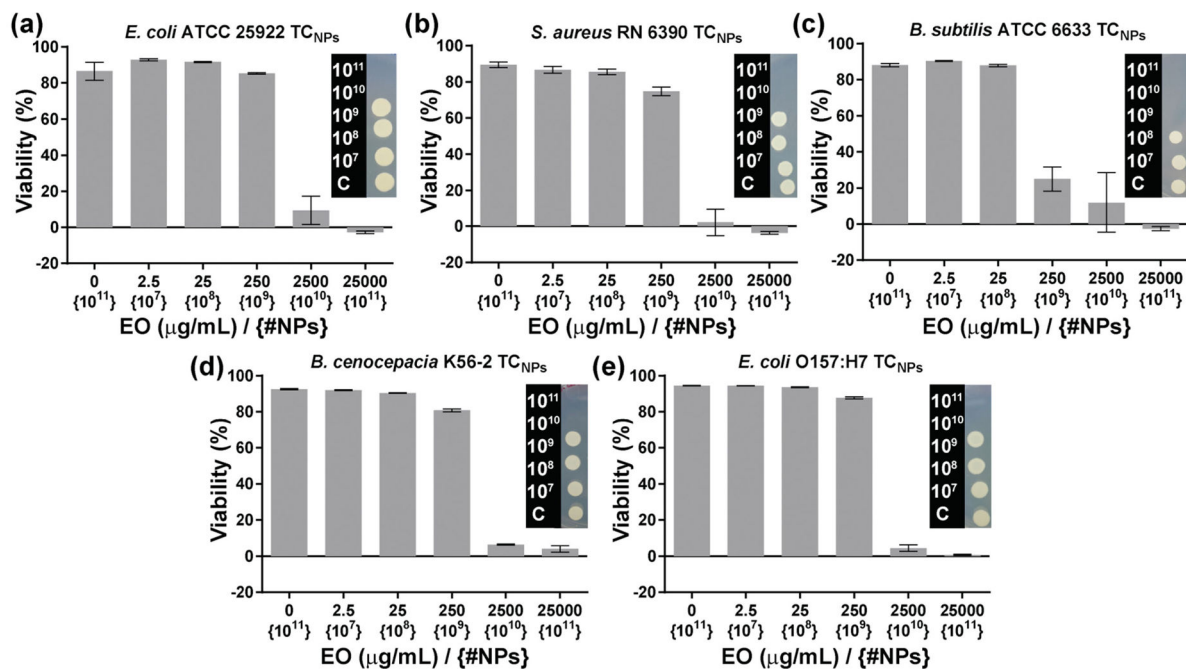 (a)
E. coli ATCC 25922 TCNPs
Viability (%)
100
80
60
40
20
0
-20
10¹¹
10¹⁰
10⁹
10⁸
10⁷
C
0 2.5 25 250 2500 25000
{10¹¹} {10⁷} {10⁸} {10⁹} {10¹⁰} {10¹¹}
EO (μg/mL) / {#NPs}
(b)
S. aureus RN 6390 TCNPs
Viability (%)
100
80
60
40
20
0
-20
10¹¹
10¹⁰
10⁹
10⁸
10⁷
C
0 2.5 25 250 2500 25000
{10¹¹} {10⁷} {10⁸} {10⁹} {10¹⁰} {10¹¹}
EO (μg/mL) / {#NPs}
(c)
B. subtilis ATCC 6633 TCNPs
Viability (%)
100
80
60
40
20
0
-20
10¹¹
10¹⁰
10⁹
10⁸
10⁷
C
0 2.5 25 250 2500 25000
{10¹¹} {10⁷} {10⁸} {10⁹} {10¹⁰} {10¹¹}
EO (μg/mL) / {#NPs}
(d)
B. cenocepacia K56-2 TCNPs
Viability (%)
100
80
60
40
20
0
-20
10¹¹
10¹⁰
10⁹
10⁸
10⁷
C
0 2.5 25 250 2500 25000
{10¹¹} {10⁷} {10⁸} {10⁹} {10¹⁰} {10¹¹}
EO (μg/mL) / {#NPs}
(e)
E. coli O157:H7 TCNPs
Viability (%)
100
80
60
40
20
0
-20
10¹¹
10¹⁰
10⁹
10⁸
10⁷
C
0 2.5 25 250 2500 25000
{10¹¹} {10⁷} {10⁸} {10⁹} {10¹⁰} {10¹¹}
EO (μg/mL) / {#NPs}